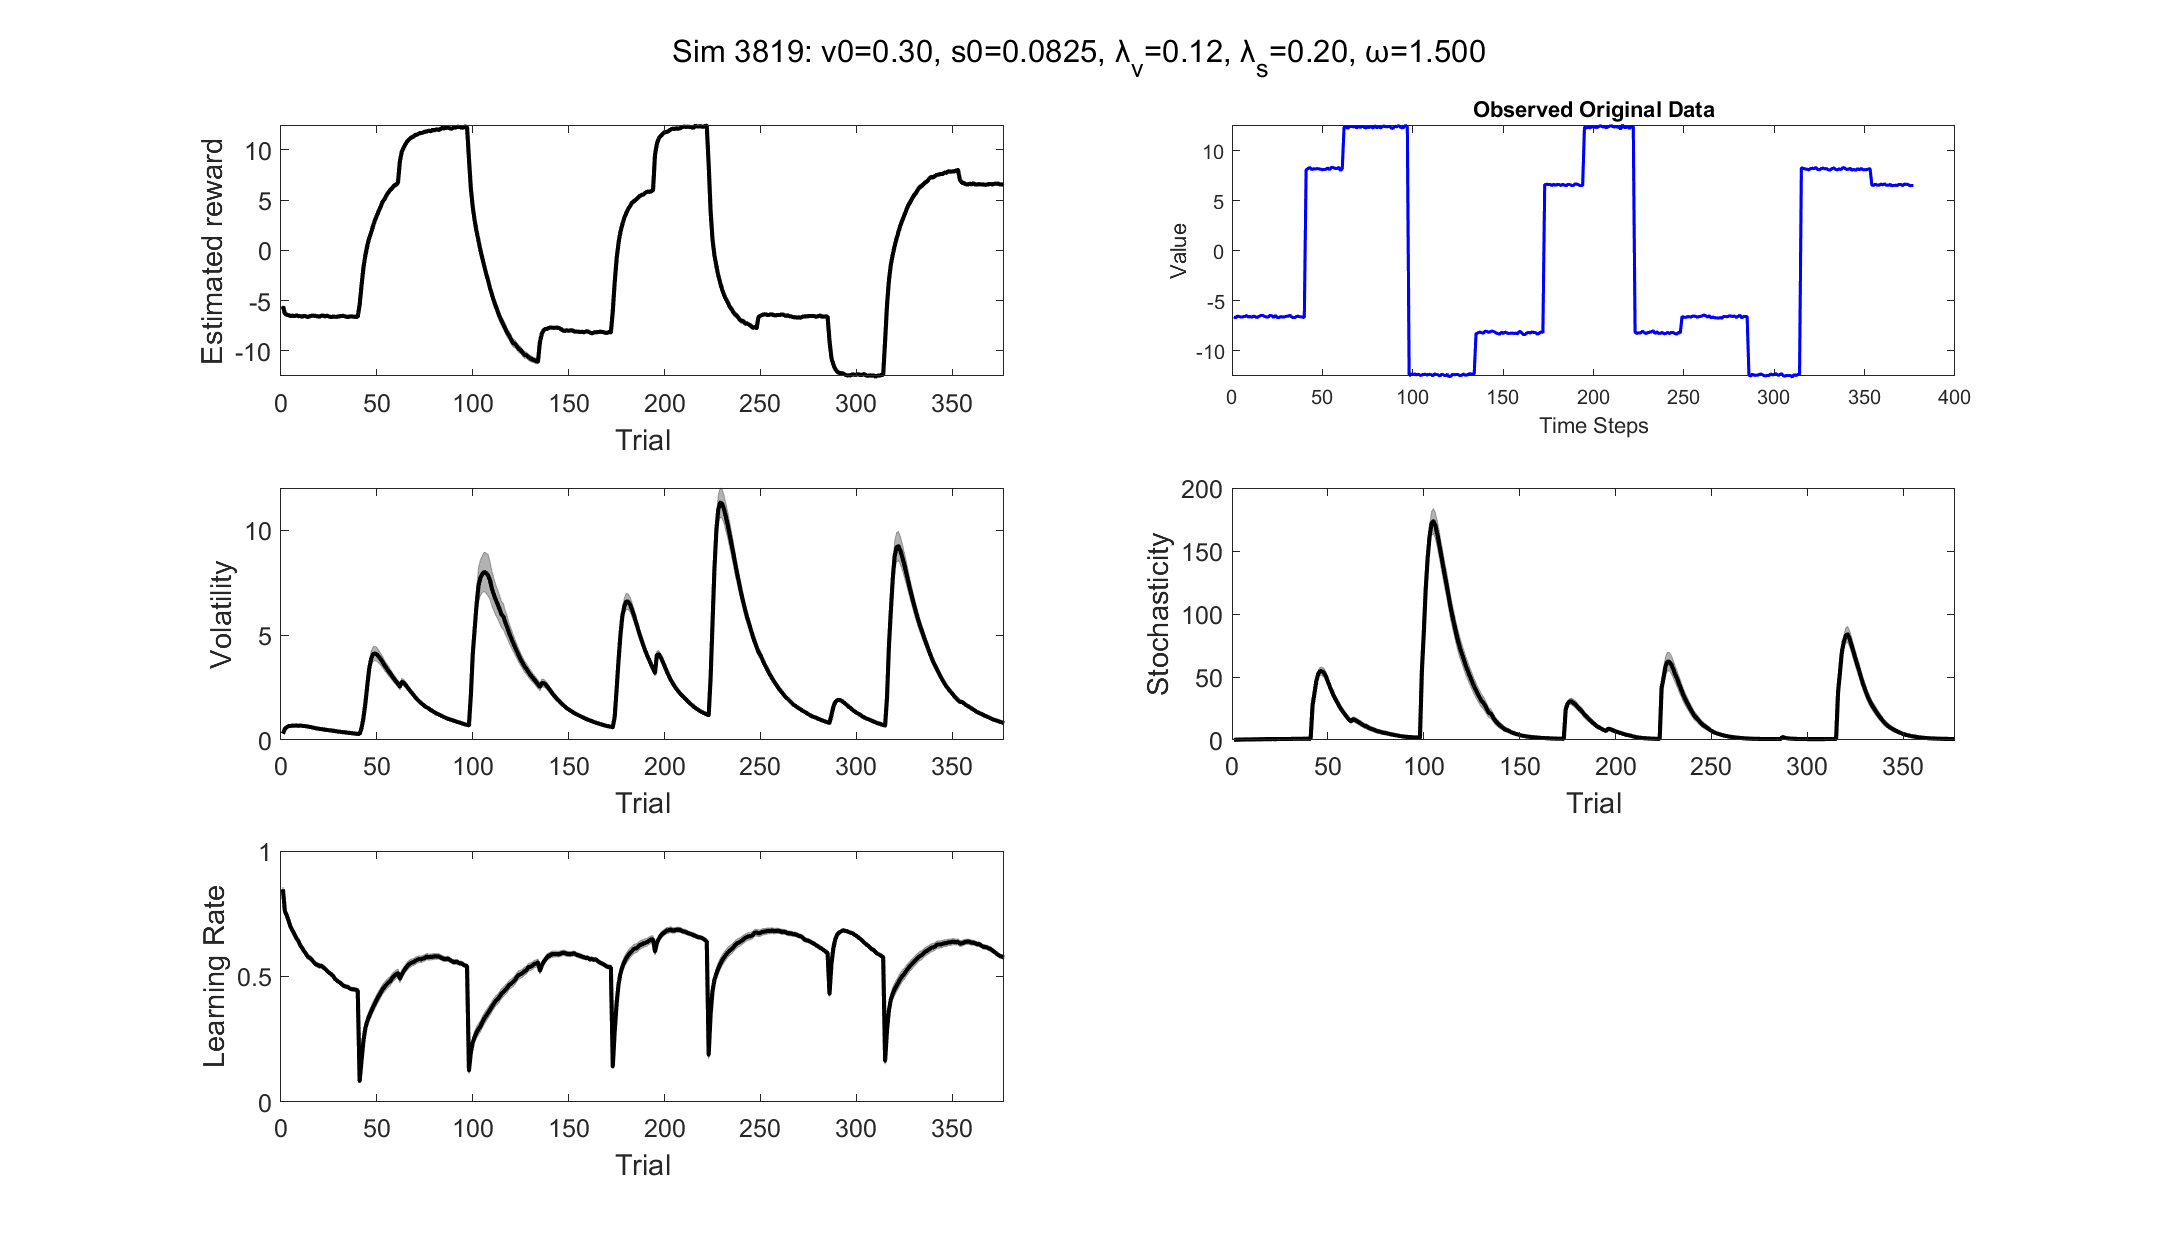 Sim 3819: v0=0.30, s0=0.0825, λv=0.12, λs=0.20, ω=1.500
Estimated reward
10
5
0
-5
-10
0 50 100 150 200 250 300 350
Trial
Observed Original Data
Value
10
5
0
-5
-10
0 50 100 150 200 250 300 350 400
Time Steps
Volatility
10
5
0
0 50 100 150 200 250 300 350
Trial
Stochasticity
200
150
100
50
0
0 50 100 150 200 250 300 350
Trial
Learning Rate
1
0.5
0
0 50 100 150 200 250 300 350
Trial